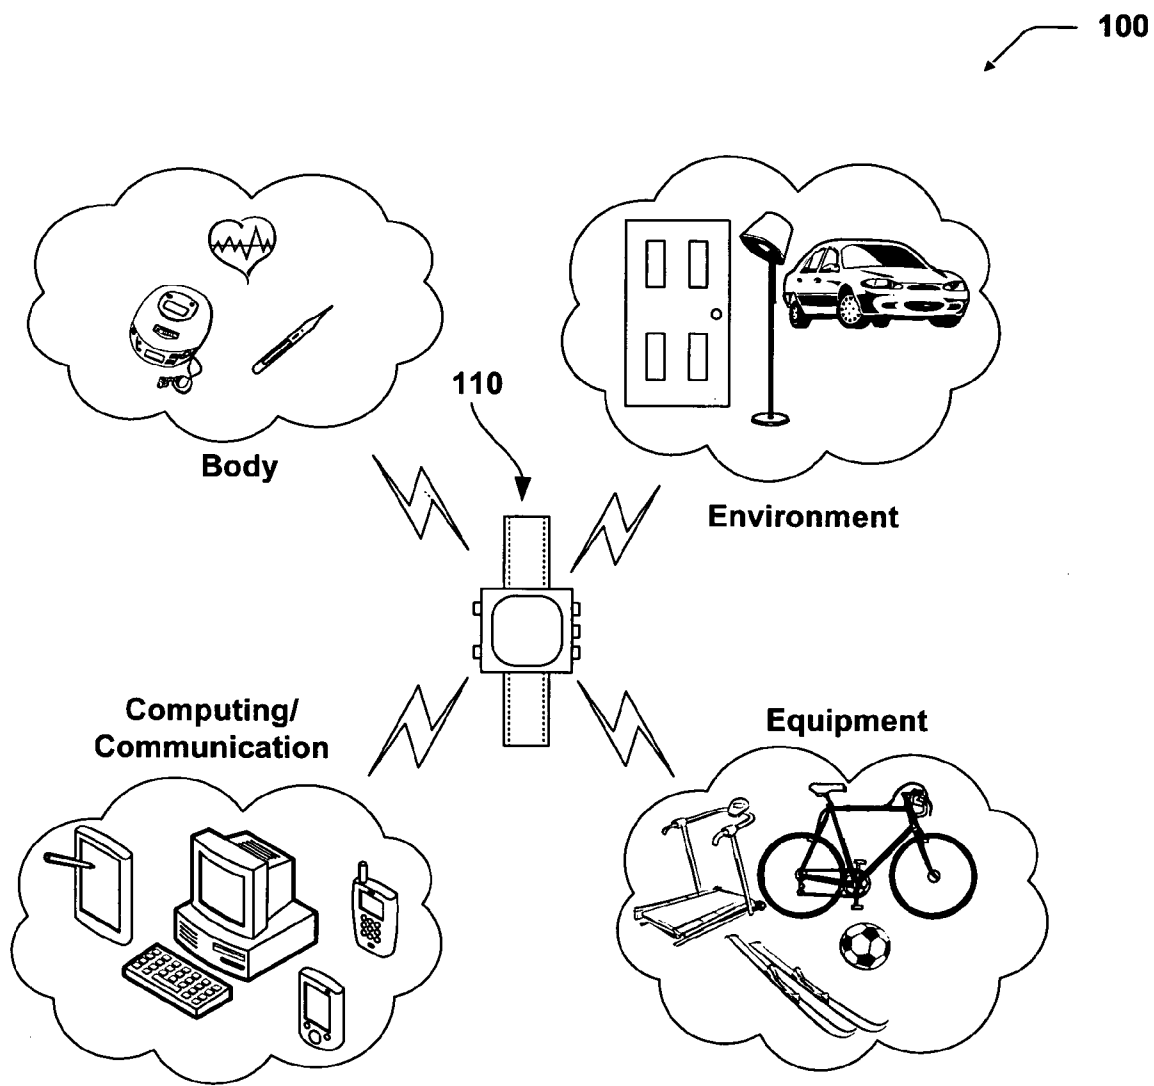 100
110
Body
Environment
Computing/
Communication
Equipment